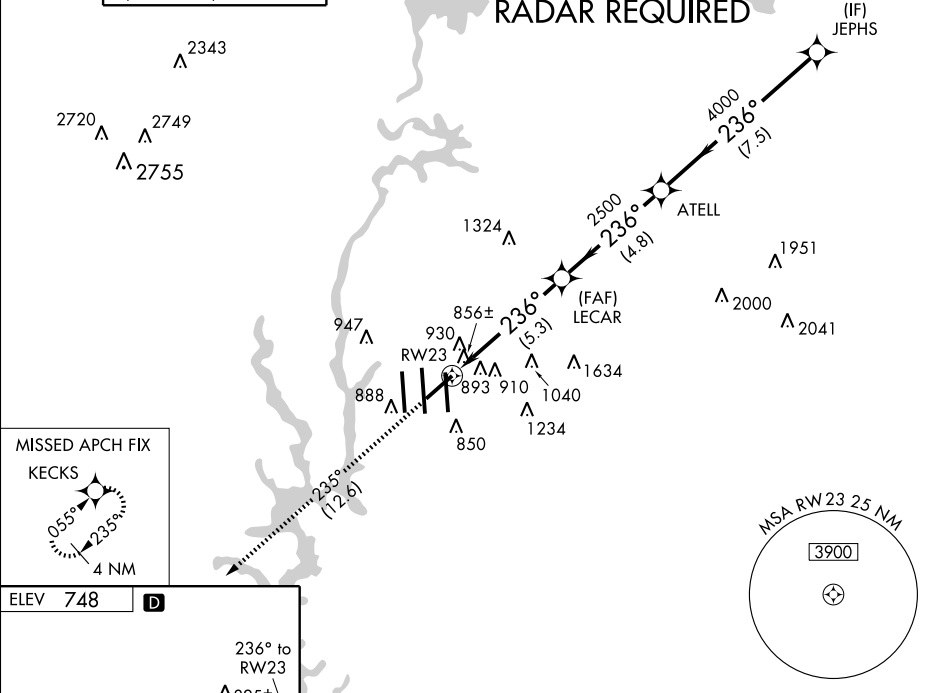 RADAR REQUIRED
(IF)
JEPHS
2343
2720
2749
2755
4000
236°
(7.5)
ATELL
2500
236°
(4.8)
1324
1951
2000
2041
(FAF)
LECAR
236°
(5.3)
856±
947
930
RW23
893
910
1040
1634
888
850
1234
235°
(12.6)
MISSED APCH FIX
KECKS
055°
235°
4 NM
MSA RW23 25 NM
3900
ELEV 748 D
236° to
RW23